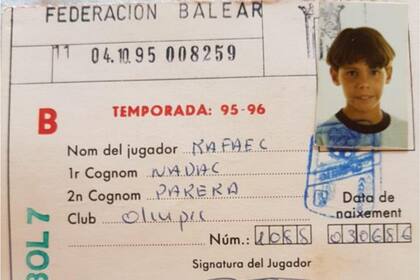 FEDERACION BALEAR
11 04.10.95 008259
B TEMPORADA: 95-96
Nom del jugador RAFAEL
1r Cognom NADAL
2n Cognom PARERA
Club Olimpic
Data de naixement
Núm.: 1085 030686
Signatura del Jugador
BOL 7